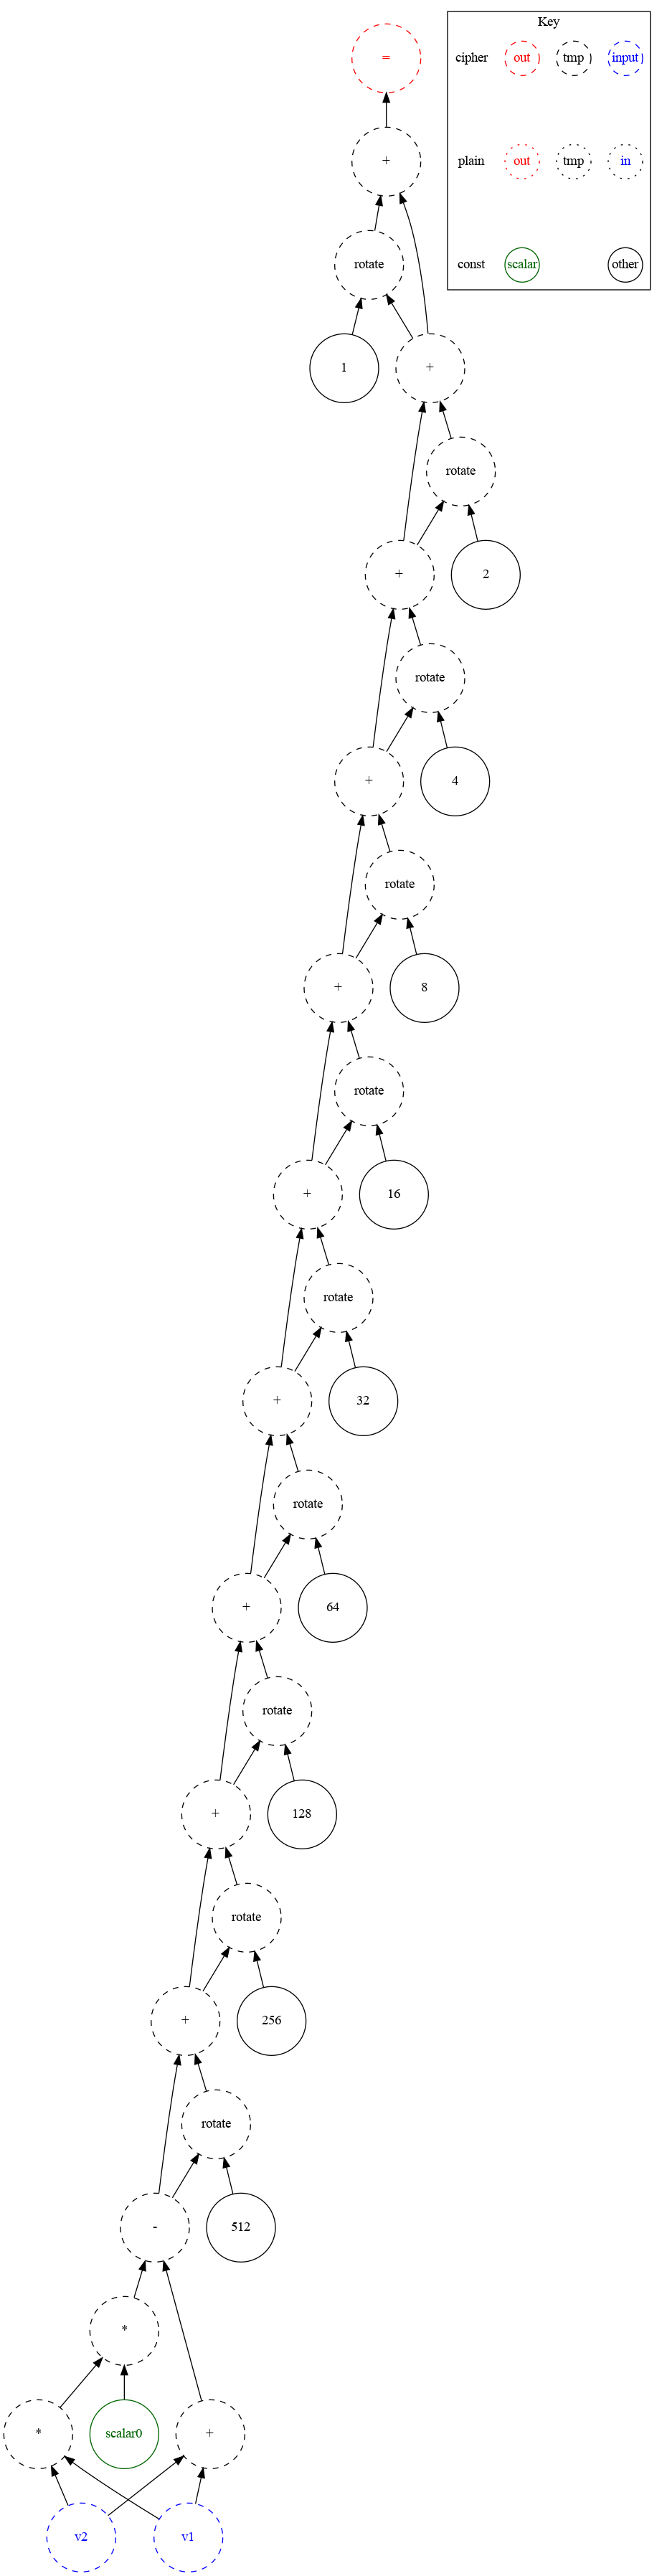 Key
=
cipher out tmp input
+
plain out tmp in
rotate
const scalar other
1
+
rotate
+
2
rotate
+
4
rotate
+
8
rotate
+
16
rotate
+
32
rotate
+
64
rotate
+
128
rotate
+
256
rotate
-
512
*
* scalar0 +
v2 v1